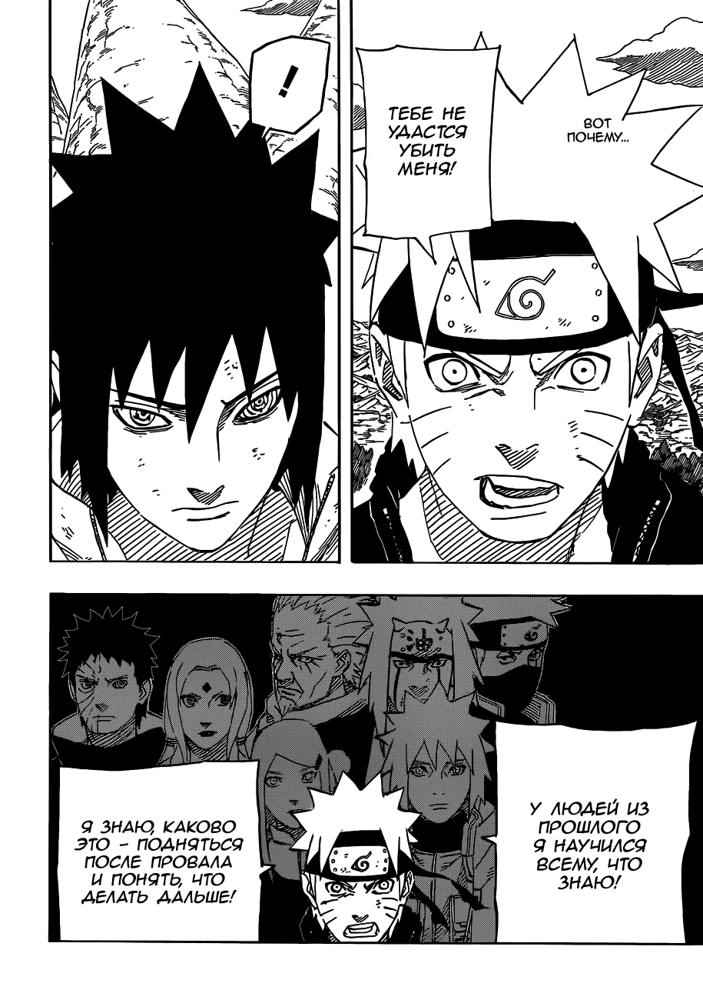 ВОТ
ПОЧЕМУ...
ТЕБЕ НЕ
УДАСТСЯ
УБИТЬ
МЕНЯ!
!
У ЛЮДЕЙ ИЗ
ПРОШЛОГО
Я НАУЧИЛСЯ
ВСЕМУ, ЧТО
ЗНАЮ!
Я ЗНАЮ, КАКОВО
ЭТО – ПОДНЯТЬСЯ
ПОСЛЕ ПРОВАЛА
И ПОНЯТЬ, ЧТО
ДЕЛАТЬ ДАЛЬШЕ!